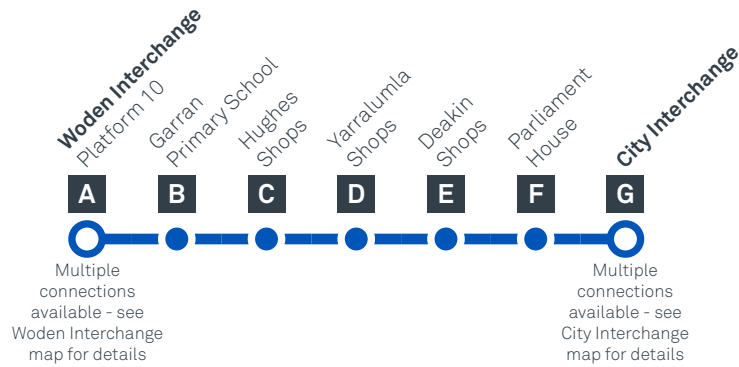 Woden Interchange
Platform 10
Garran
Primary School
Hughes
Shops
Yarralumla
Shops
Deakin
Shops
Parliament
House
City Interchange
A
B
C
D
E
F
G
Multiple
connections
available - see
Woden Interchange
map for details
Multiple
connections
available - see
City Interchange
map for details